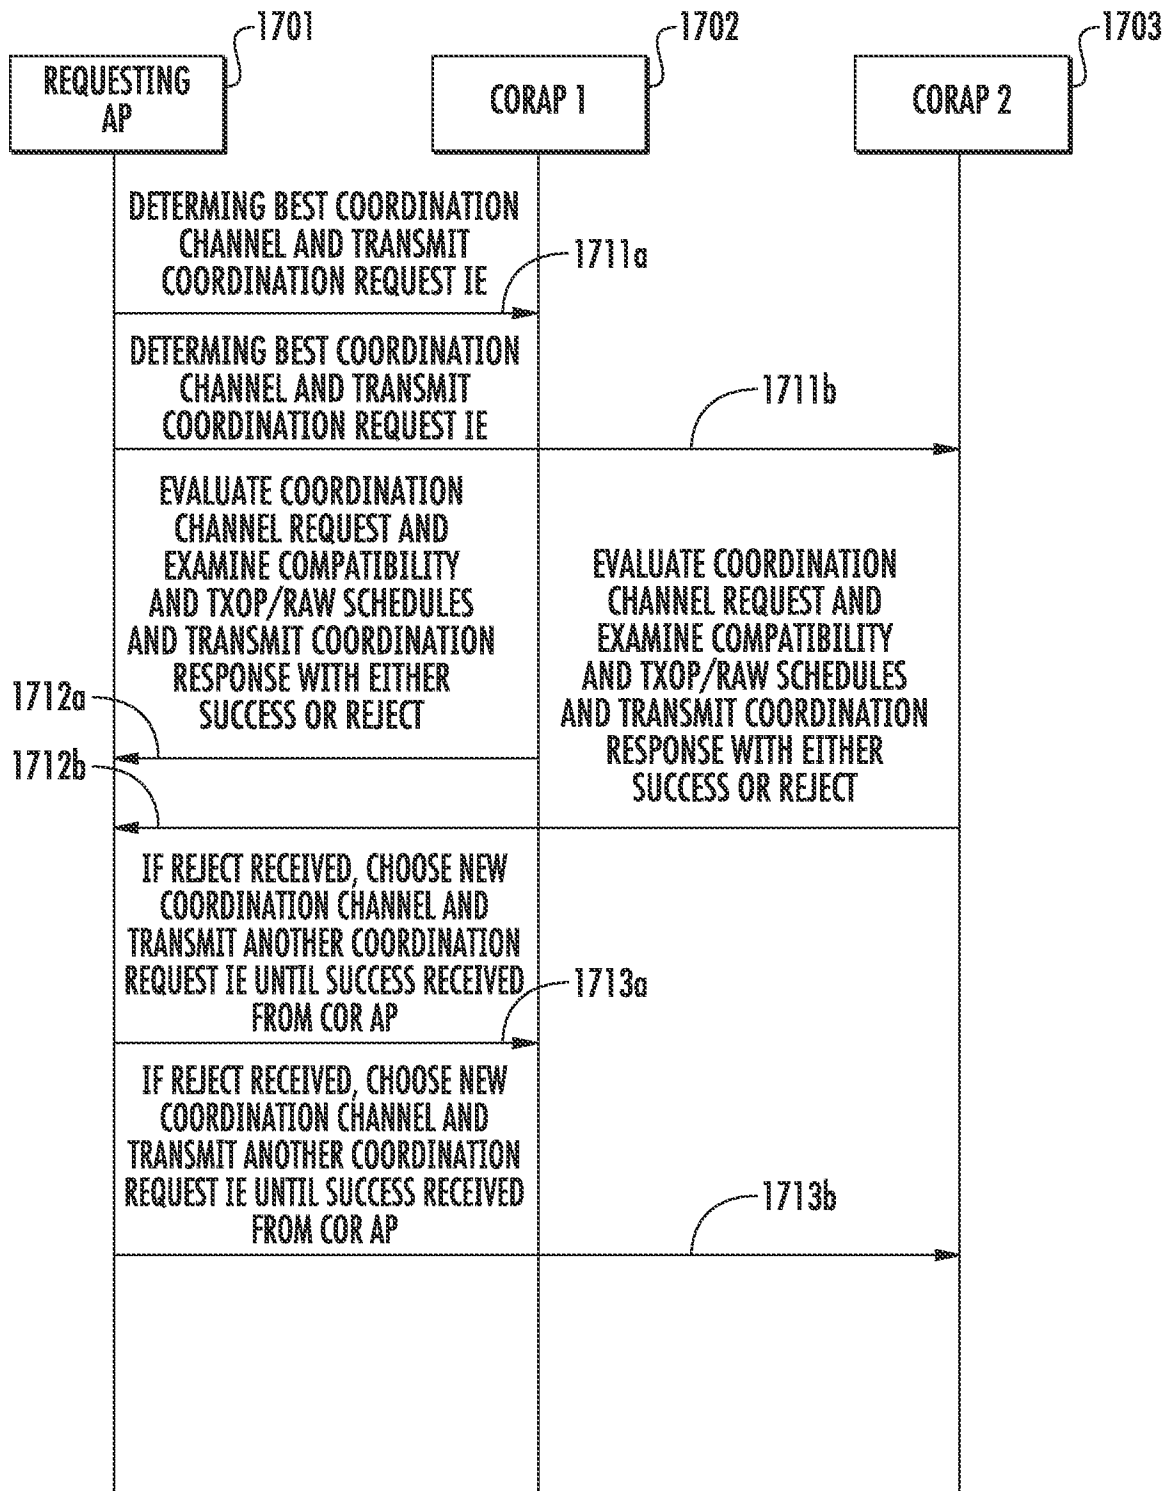 1701
1702
1703
REQUESTING
AP
CORAP 1
CORAP 2
DETERMING BEST COORDINATION
CHANNEL AND TRANSMIT
COORDINATION REQUEST IE
1711a
DETERMING BEST COORDINATION
CHANNEL AND TRANSMIT
COORDINATION REQUEST IE
1711b
EVALUATE COORDINATION
CHANNEL REQUEST AND
EXAMINE COMPATIBILITY
AND TXOP/RAW SCHEDULES
AND TRANSMIT COORDINATION
RESPONSE WITH EITHER
SUCCESS OR REJECT
EVALUATE COORDINATION
CHANNEL REQUEST AND
EXAMINE COMPATIBILITY
AND TXOP/RAW SCHEDULES
AND TRANSMIT COORDINATION
RESPONSE WITH EITHER
SUCCESS OR REJECT
1712a
1712b
IF REJECT RECEIVED, CHOOSE NEW
COORDINATION CHANNEL AND
TRANSMIT ANOTHER COORDINATION
REQUEST IE UNTIL SUCCESS RECEIVED
FROM COR AP
1713a
IF REJECT RECEIVED, CHOOSE NEW
COORDINATION CHANNEL AND
TRANSMIT ANOTHER COORDINATION
REQUEST IE UNTIL SUCCESS RECEIVED
FROM COR AP
1713b